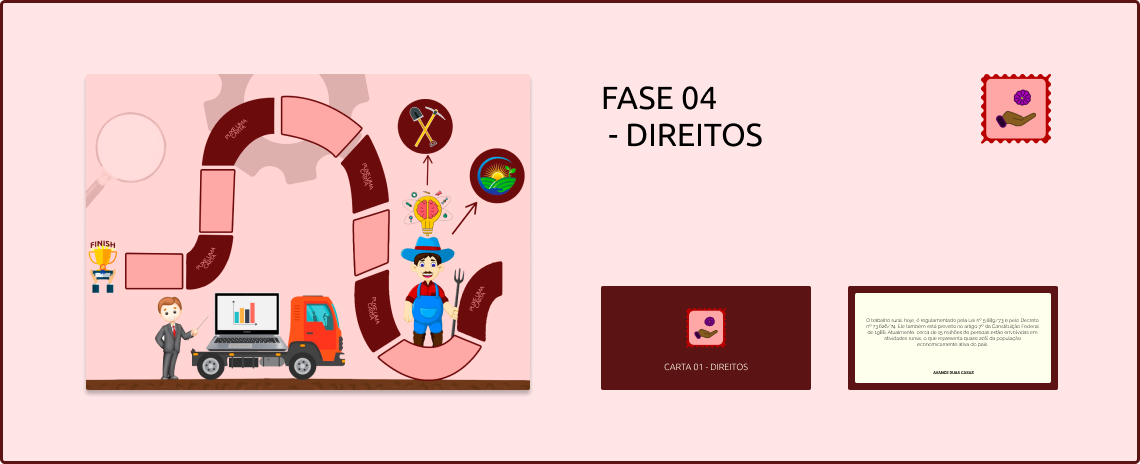 FASE 04
- DIREITOS
FINISH
PUXE UMA
CARTA
PUXE UMA
CARTA
PUXE UMA
CARTA
PUXE UMA
CARTA
PUXE UMA
CARTA
CARTA 01 - DIREITOS
O trabalho rural, hoje, é regulamentado pela Lei nº 5.889/73 e pelo Decreto
nº 73.626/74. Ele também está previsto no artigo 7º da Constituição Federal
de 1988. Atualmente, cerca de 15 milhões de pessoas estão envolvidas em
atividades rurais, o que representa quase 20% da população
economicamente ativa do país.
AVANCE DUAS CASAS